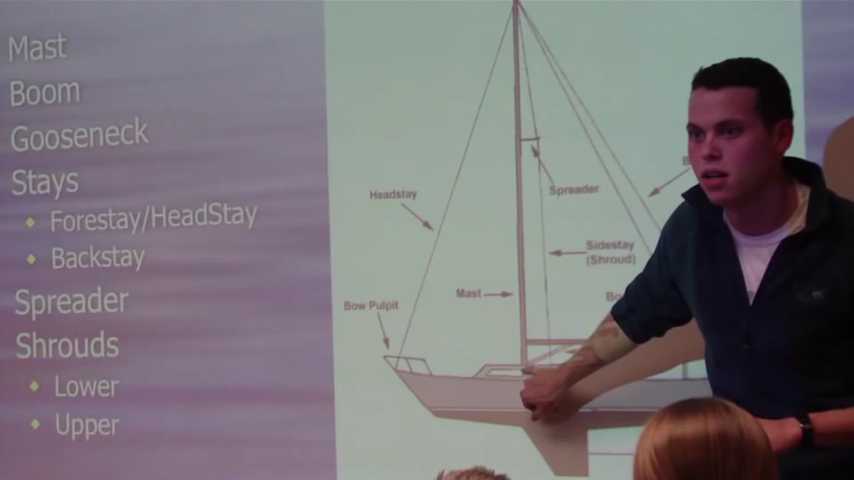 Mast
Boom
Gooseneck
Stays
Forestay/HeadStay
Backstay
Spreader
Shrouds
Lower
Upper
Headstay
Spreader
Sidestay
(Shroud)
Mast
Bow Pulpit